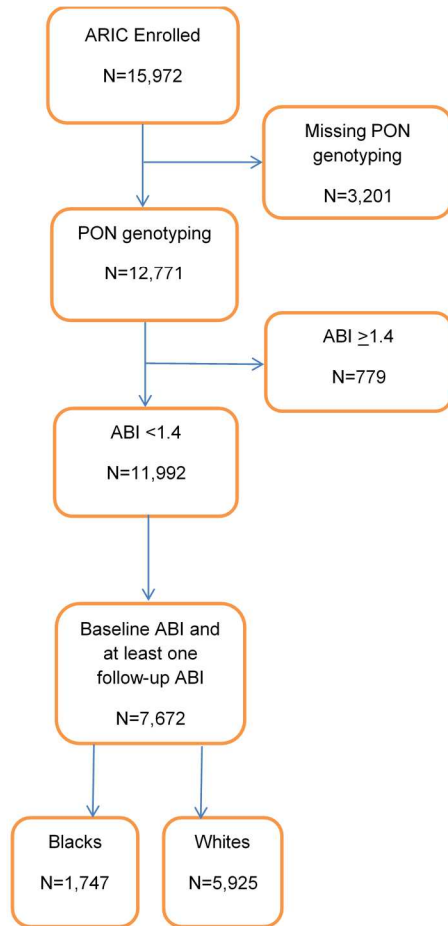 ARIC Enrolled
N=15,972
Missing PON
genotyping
N=3,201
PON genotyping
N=12,771
ABI ≥1.4
N=779
ABI <1.4
N=11,992
Baseline ABI and
at least one
follow-up ABI
N=7,672
Blacks
N=1,747
Whites
N=5,925